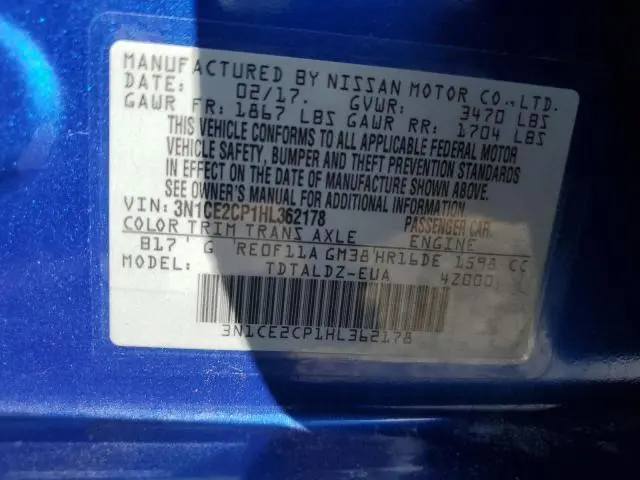 MANUFACTURED BY NISSAN MOTOR CO.,LTD.
DATE: 02/17. GVWR: 3470 LBS
GAWR FR: 1867 LBS GAWR RR: 1704 LBS
THIS VEHICLE CONFORMS TO ALL APPLICABLE FEDERAL MOTOR
VEHICLE SAFETY, BUMPER AND THEFT PREVENTION STANDARDS
IN EFFECT ON THE DATE OF MANUFACTURE SHOWN ABOVE.
SEE OWNER'S MANUAL FOR ADDITIONAL INFORMATION
VIN: 3N1CE2CP1HL362178 PASSENGER CAR.
COLOR TRIM TRANS AXLE ENGINE
B17 G RE0F11A GM38 HR16DE 1598 CC
TDTALDZ-EUA 4Z000 L
3N1CE2CP1HL362178